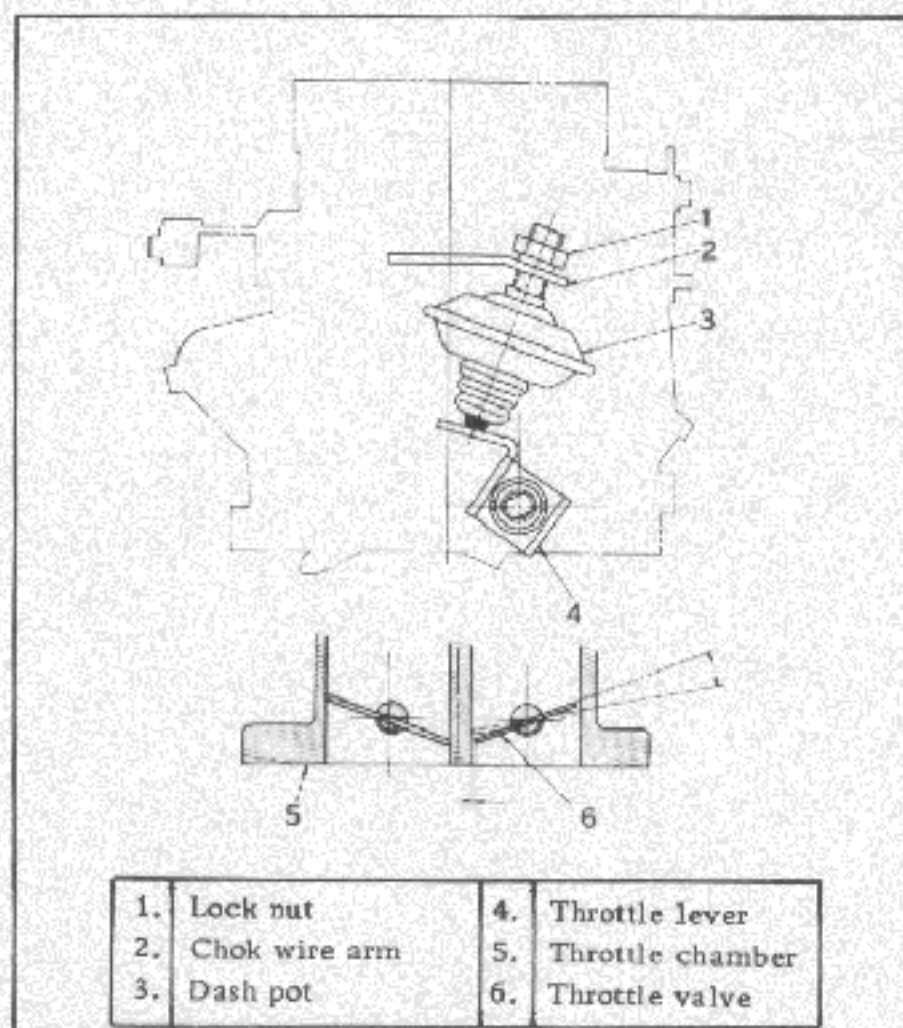 1
2
3
4
5
6
1. Lock nut
2. Chok wire arm
3. Dash pot
4. Throttle lever
5. Throttle chamber
6. Throttle valve